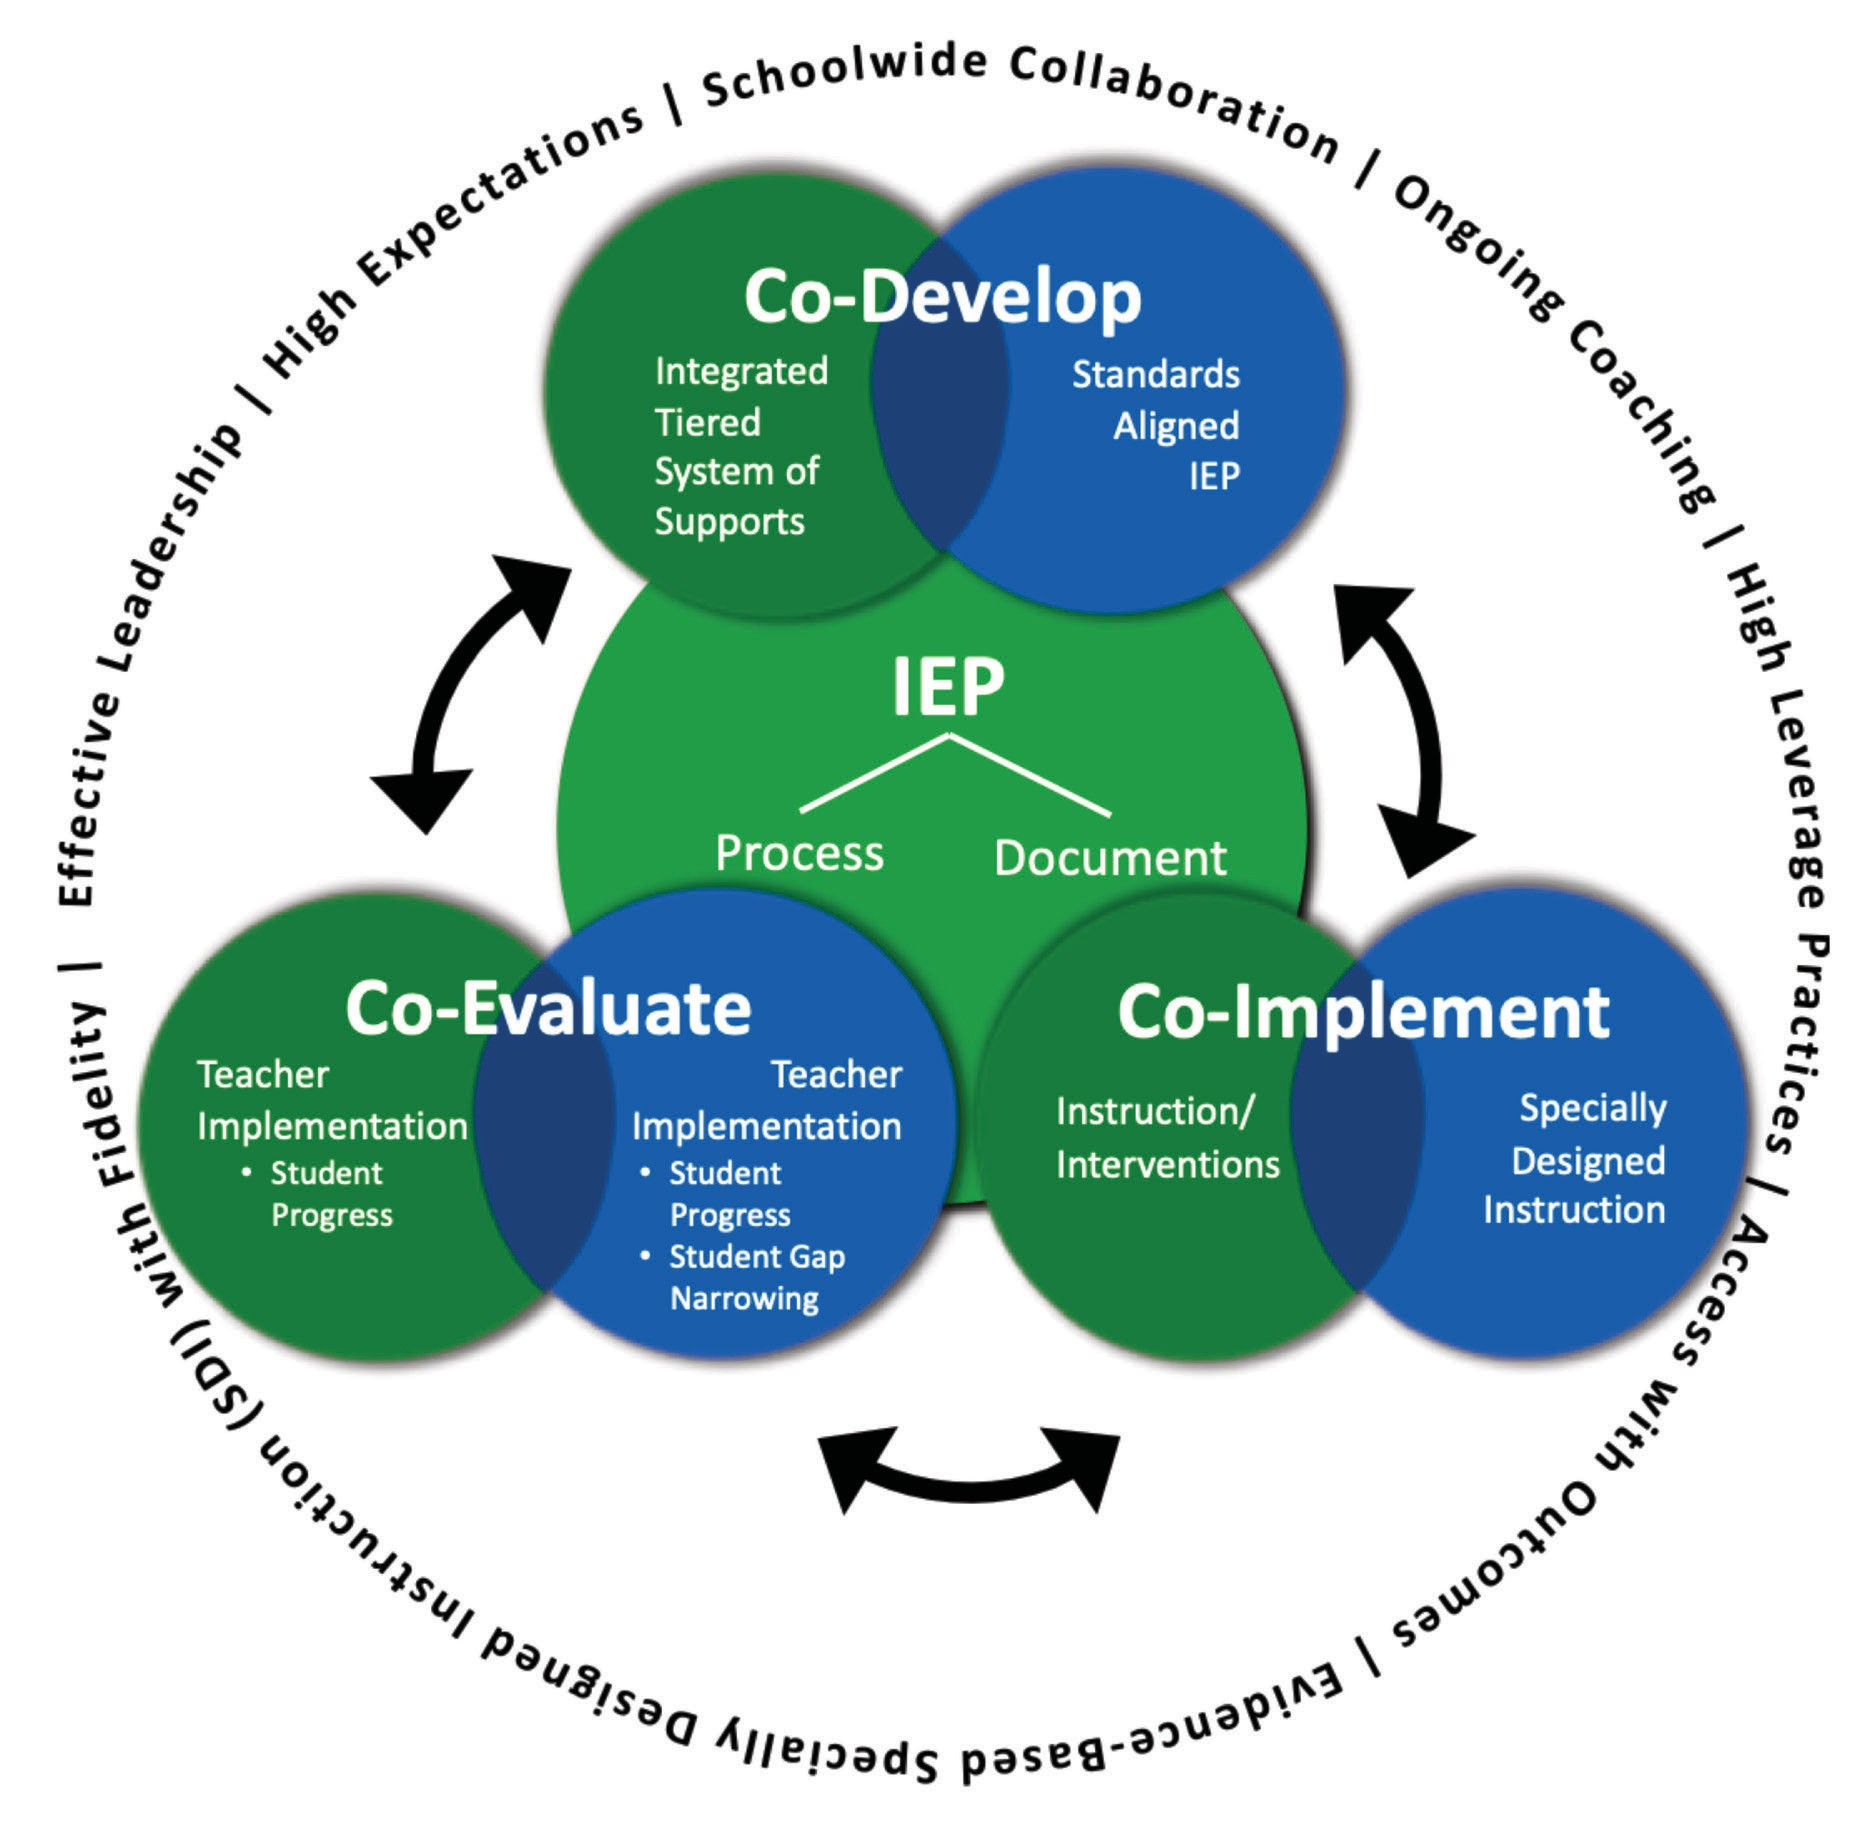 Effective Leadership | High Expectations | Schoolwide Collaboration | Ongoing Coaching | High Leverage Practices | Access with Outcomes | Evidence-Based Specially Designed Instruction (SDI) with Fidelity |
Co-Develop
Integrated
Tiered
System of
Supports
Standards
Aligned
IEP
IEP
Process
Document
Co-Evaluate
Teacher
Implementation
• Student
Progress
Teacher
Implementation
• Student
Progress
• Student Gap
Narrowing
Co-Implement
Instruction/
Interventions
Specially
Designed
Instruction